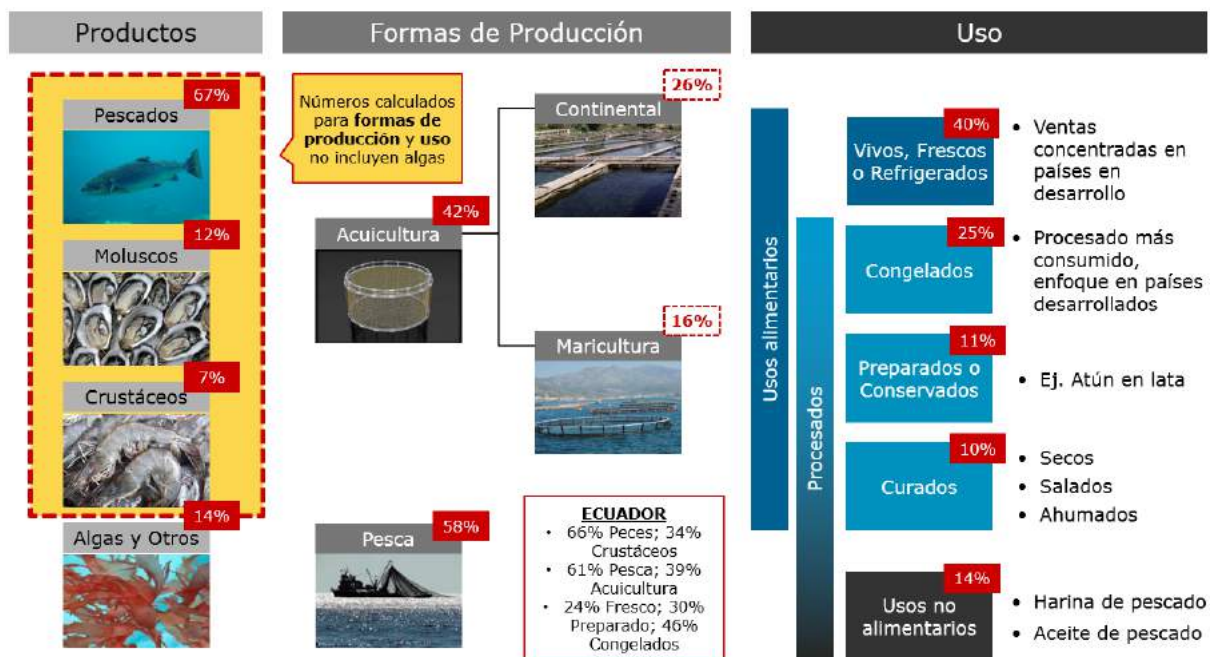 Productos
67%
Pescados
12%
Moluscos
7%
Crustáceos
14%
Algas y Otros
Formas de Producción
Números calculados
para formas de
producción y uso
no incluyen algas
42%
Acuicultura
26%
Continental
16%
Maricultura
58%
Pesca
ECUADOR
• 66% Peces; 34%
Crustáceos
• 61% Pesca; 39%
Acuicultura
• 24% Fresco; 30%
Preparado; 46%
Congelados
Uso
Usos alimentarios
Procesados
40%
Vivos, Frescos
o Refrigerados
• Ventas
concentradas en
países en
desarrollo
25%
Congelados
• Procesado más
consumido,
enfoque en países
desarrollados
11%
Preparados o
Conservados
• Ej. Atún en lata
10%
Curados
• Secos
• Salados
• Ahumados
14%
Usos no
alimentarios
• Harina de pescado
• Aceite de pescado